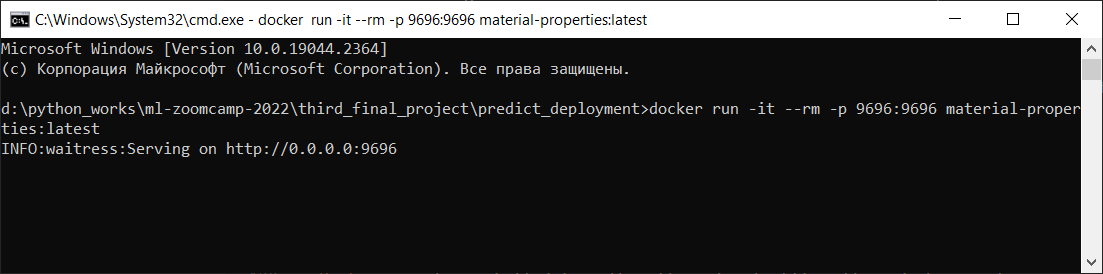 C:\Windows\System32\cmd.exe - docker  run -it --rm -p 9696:9696 material-properties:latest
Microsoft Windows [Version 10.0.19044.2364]
(c) Корпорация Майкрософт (Microsoft Corporation). Все права защищены.
d:\python_works\ml-zoomcamp-2022\third_final_project\predict_deployment>docker run -it --rm -p 9696:9696 material-proper
ties:latest
INFO:waitress:Serving on http://0.0.0.0:9696